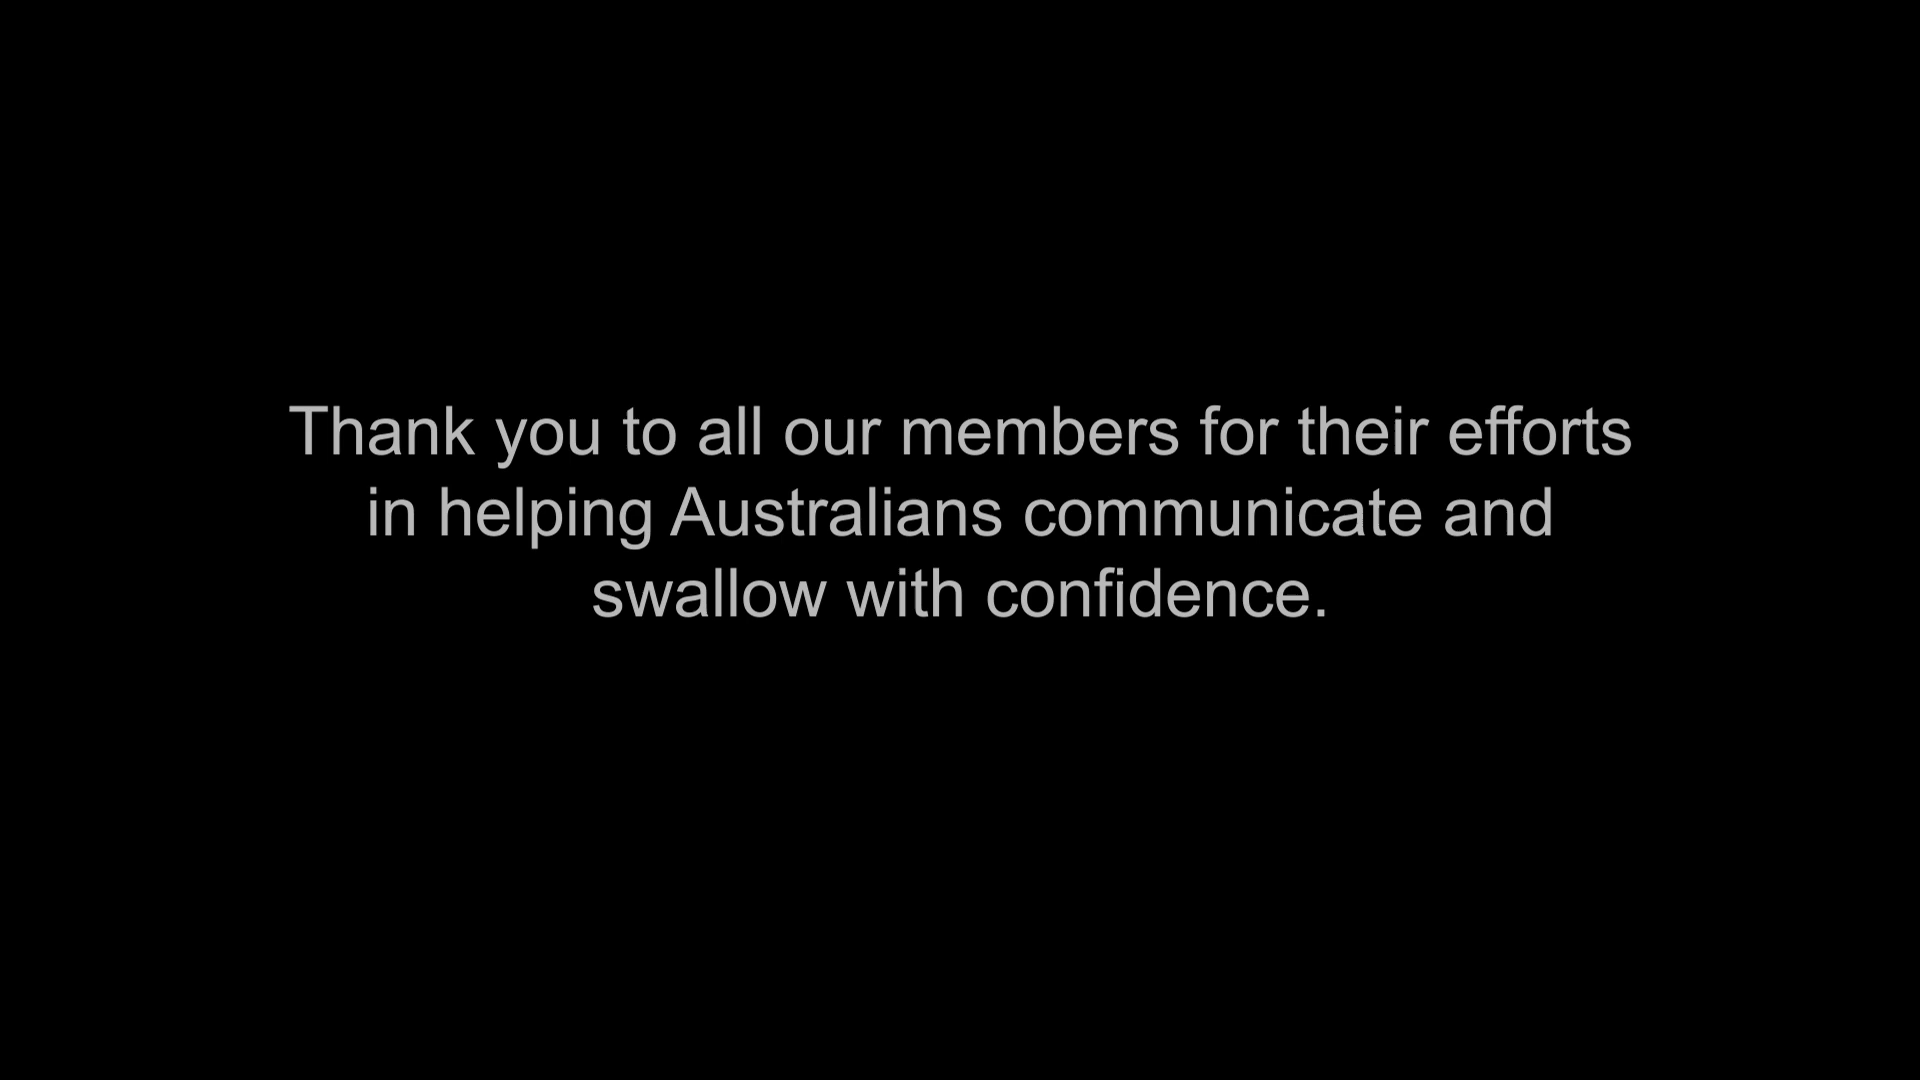 Thank you to all our members for their efforts
in helping Australians communicate and
swallow with confidence.